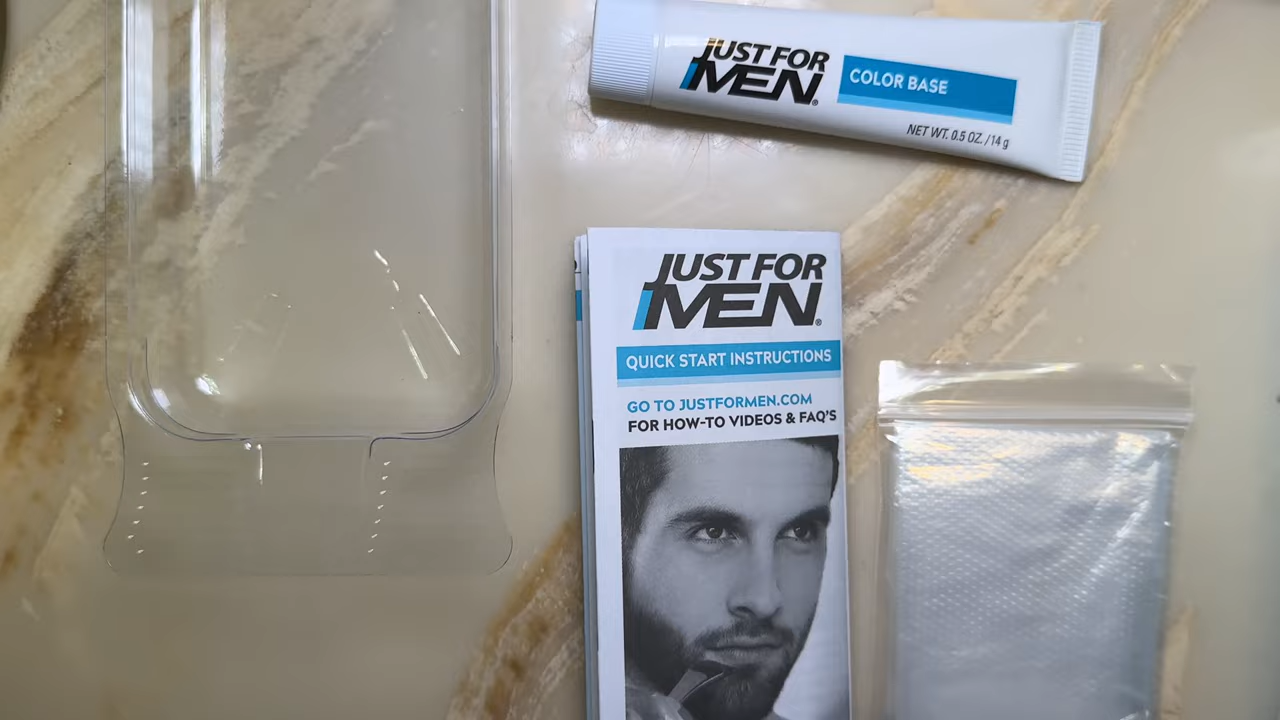 JUST FOR
MEN®
COLOR BASE
NET WT. 0.5 OZ. /14 g
JUST FOR
MEN®
QUICK START INSTRUCTIONS
GO TO JUSTFORMEN.COM
FOR HOW-TO VIDEOS & FAQ'S